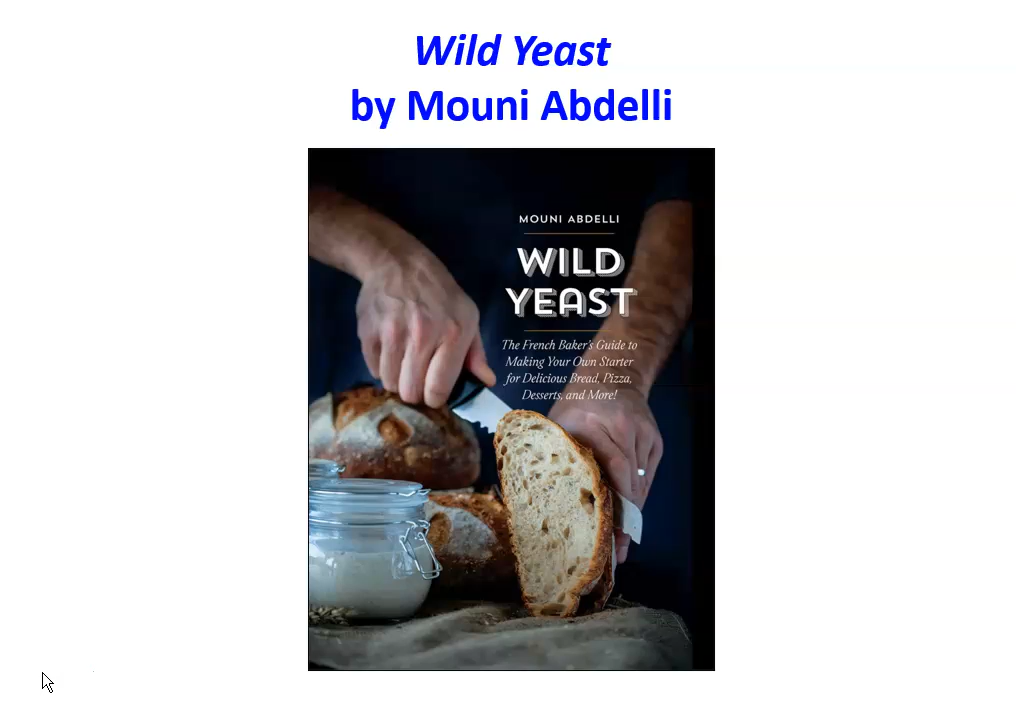 Wild Yeast
by Mouni Abdelli
MOUNI ABDELLI
WILD
YEAST
The French Baker's Guide to
Making Your Own Starter
for Delicious Bread, Pizza,
Desserts, and More!